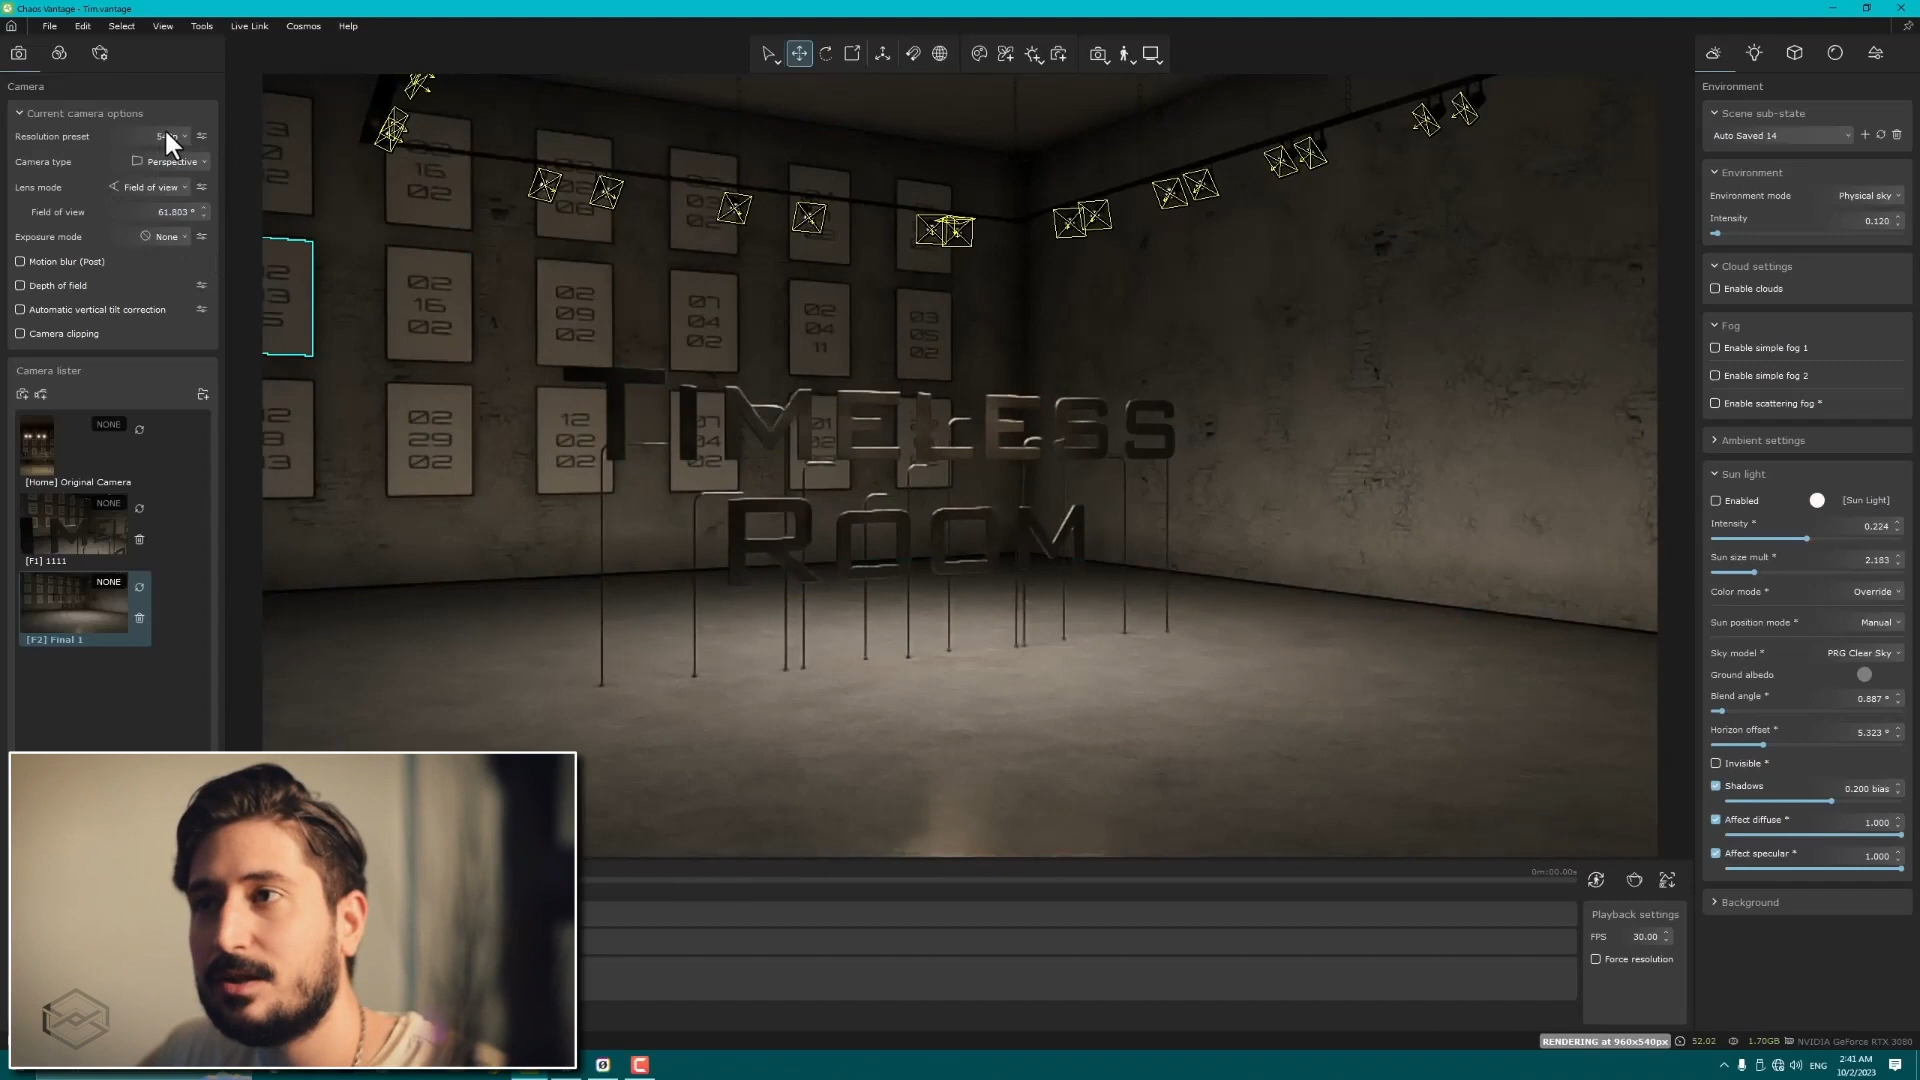 Chaos Vantage - Tim.vantage
File Edit Select View Tools Live Link Cosmos Help
Camera
Current camera options
Resolution preset
Camera type Perspective
Lens mode Field of view
Field of view 61.803 °
Exposure mode None
Motion blur (Post)
Depth of field
Automatic vertical tilt correction
Camera clipping
Camera lister
NONE
[Home] Original Camera
NONE
[F1] 1111
NONE
[F2] Final 1
16
02
02
16
02
02
09
02
07
04
02
02
04
11
03
05
02
02
29
02
12
02
02
TIMELESS
ROOM
0m:00.00s
Playback settings
FPS 30.00
Force resolution
RENDERING at 960x540px 52.02 1.70GB NVIDIA GeForce RTX 3080
Environment
Scene sub-state
Auto Saved 14
Environment
Environment mode Physical sky
Intensity 0.120
Cloud settings
Enable clouds
Fog
Enable simple fog 1
Enable simple fog 2
Enable scattering fog *
Ambient settings
Sun light
Enabled [Sun Light]
Intensity * 0.224
Sun size mult * 2.183
Color mode * Override
Sun position mode * Manual
Sky model * PRG Clear Sky
Ground albedo
Blend angle * 0.887 °
Horizon offset * 5.323 °
Invisible *
Shadows 0.200 bias
Affect diffuse * 1.000
Affect specular * 1.000
Background
ENG
2:41 AM
10/2/2023